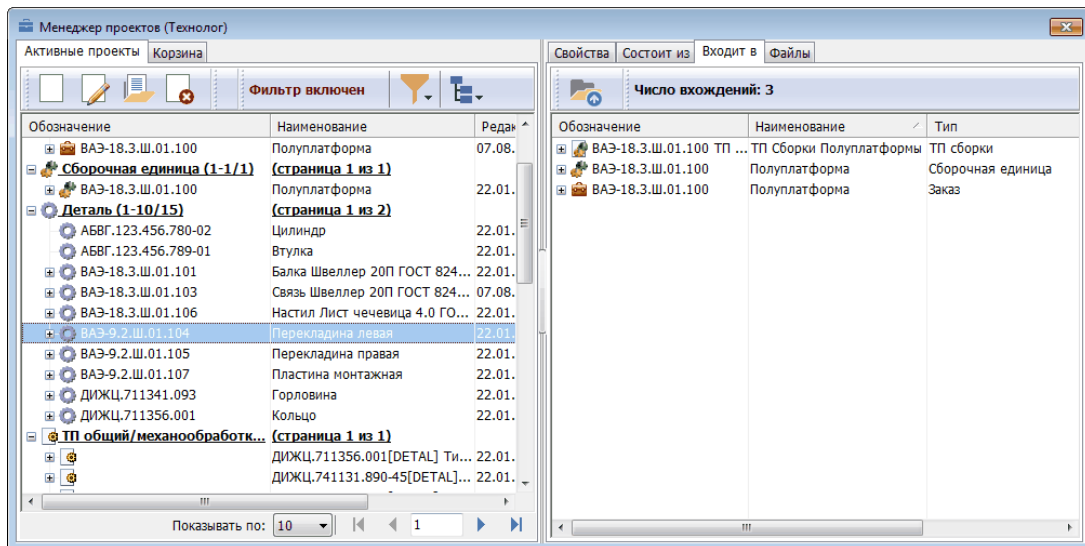 Менеджер проектов (Технолог)
Активные проекты Корзина
Фильтр включен
Обозначение Наименование Редак
ВАЭ-18.3.Ш.01.100 Полуплатформа 07.08.
Сборочная единица (1-1/1) (страница 1 из 1)
ВАЭ-18.3.Ш.01.100 Полуплатформа 22.01.
Деталь (1-10/15) (страница 1 из 2)
АБВГ.123.456.780-02 Цилиндр 22.01.
АБВГ.123.456.789-01 Втулка 22.01.
ВАЭ-18.3.Ш.01.101 Балка Швеллер 20П ГОСТ 824... 22.01.
ВАЭ-18.3.Ш.01.103 Связь Швеллер 20П ГОСТ 824... 07.08.
ВАЭ-18.3.Ш.01.106 Настил Лист чечевица 4.0 ГО... 22.01.
ВАЭ-9.2.Ш.01.104 Перекладина левая 22.01.
ВАЭ-9.2.Ш.01.105 Перекладина правая 22.01.
ВАЭ-9.2.Ш.01.107 Пластина монтажная 22.01.
ДИЖЦ.711341.093 Горловина 22.01.
ДИЖЦ.711356.001 Кольцо 22.01.
ТП общий/механообработк... (страница 1 из 1)
ДИЖЦ.711356.001[DETAL] Ти... 22.01.
ДИЖЦ.741131.890-45[DETAL]... 22.01.
Показывать по: 10 1
Свойства Состоит из Входит в Файлы
Число вхождений: 3
Обозначение Наименование Тип
ВАЭ-18.3.Ш.01.100 ТП ... ТП Сборки Полуплатформы ТП сборки
ВАЭ-18.3.Ш.01.100 Полуплатформа Сборочная единица
ВАЭ-18.3.Ш.01.100 Полуплатформа Заказ